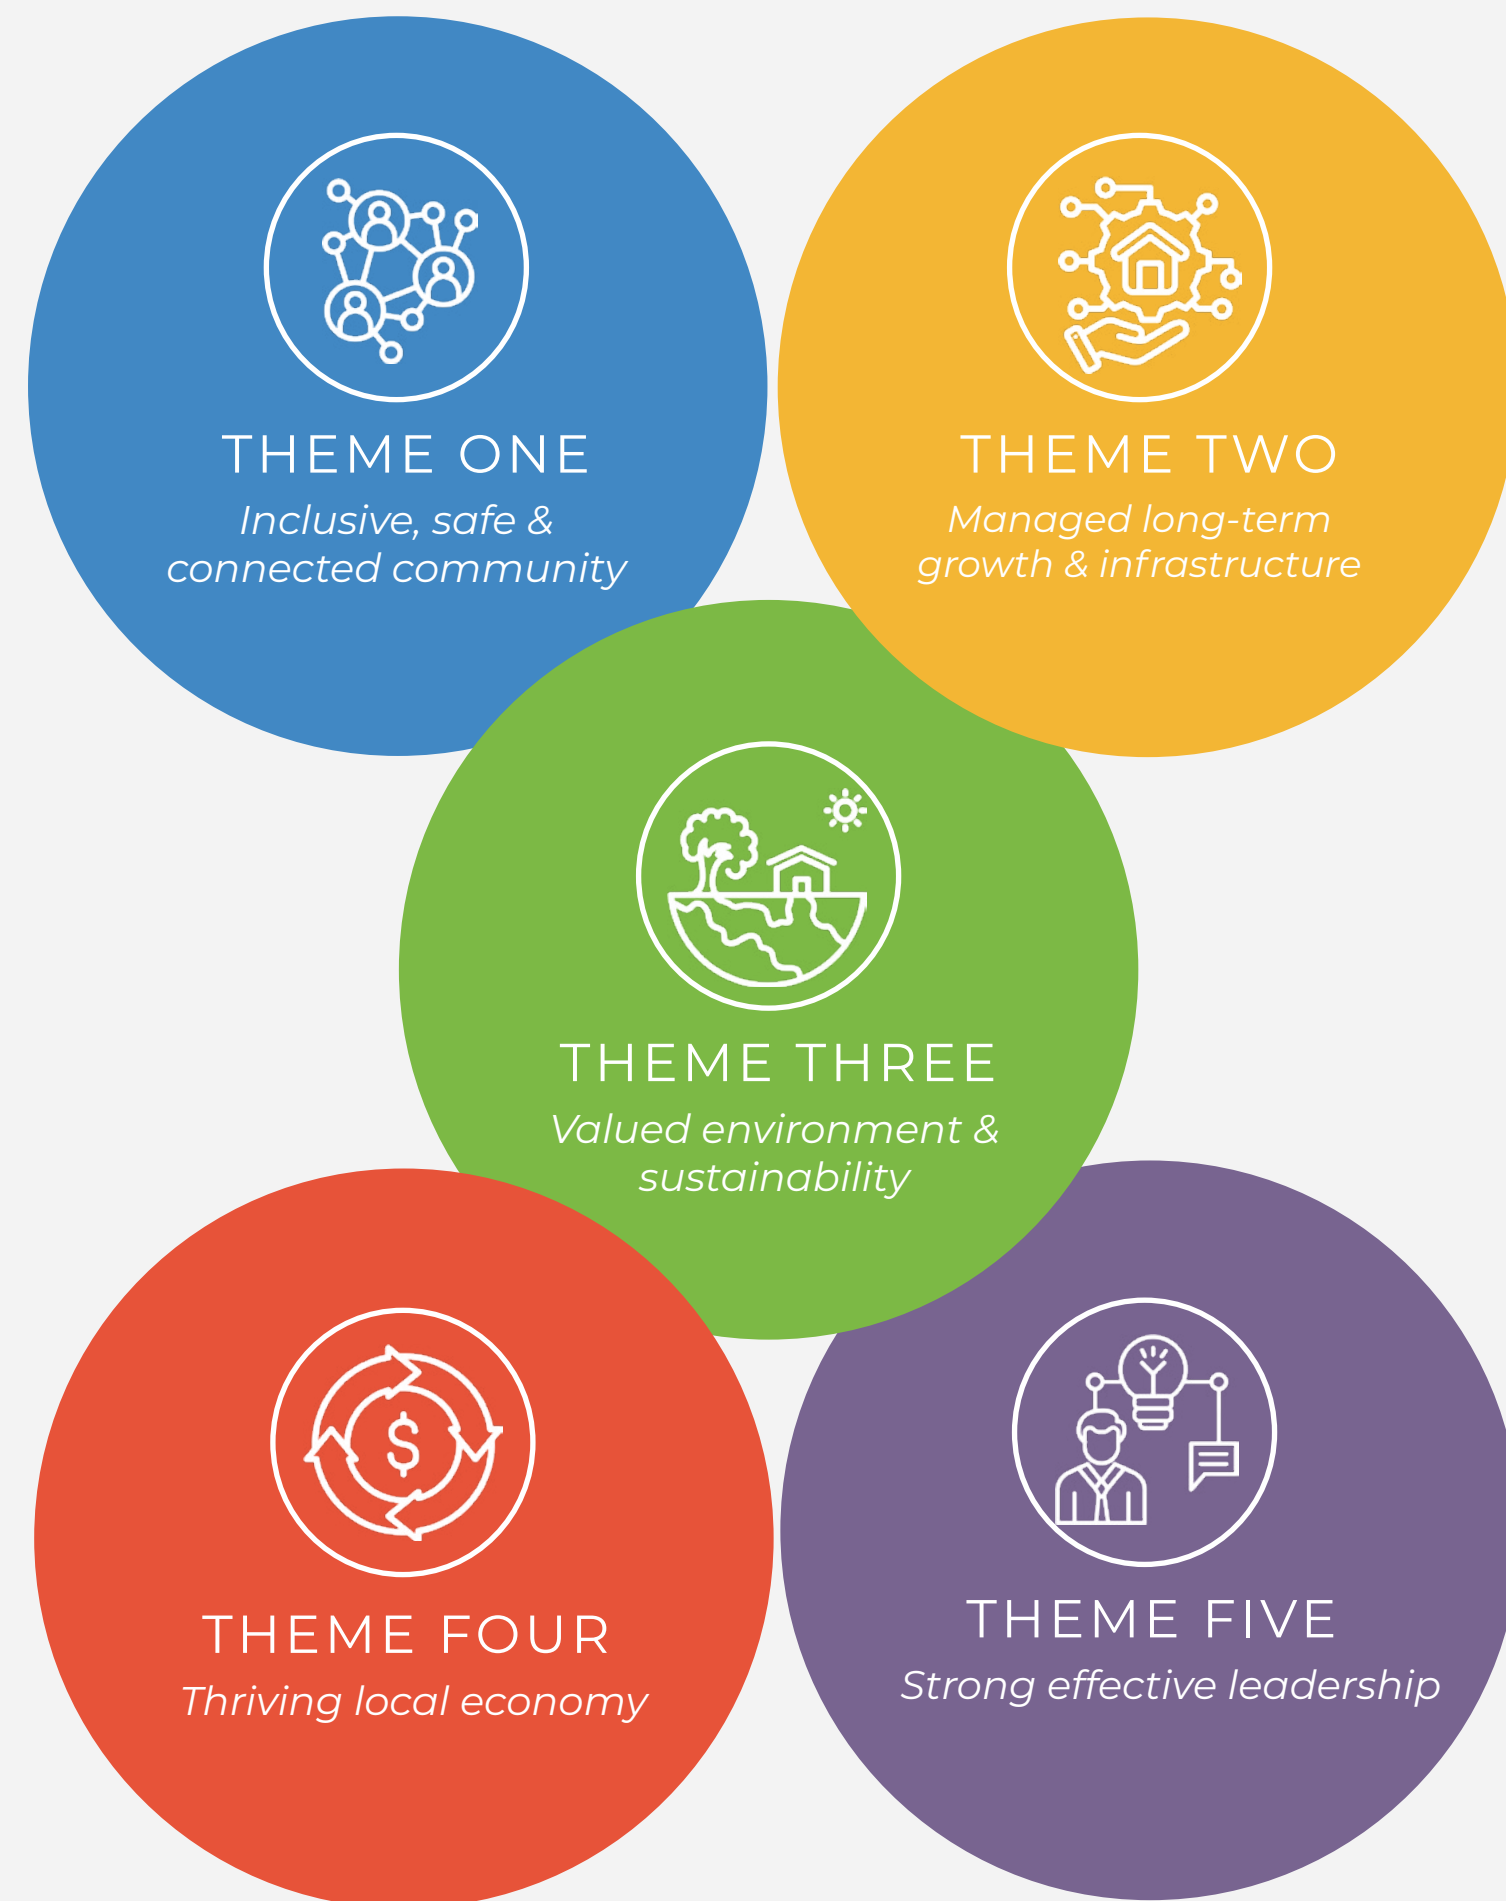 THEME ONE
Inclusive, safe &
connected community
THEME TWO
Managed long-term
growth & infrastructure
THEME THREE
Valued environment &
sustainability
$
THEME FOUR
Thriving local economy
THEME FIVE
Strong effective leadership